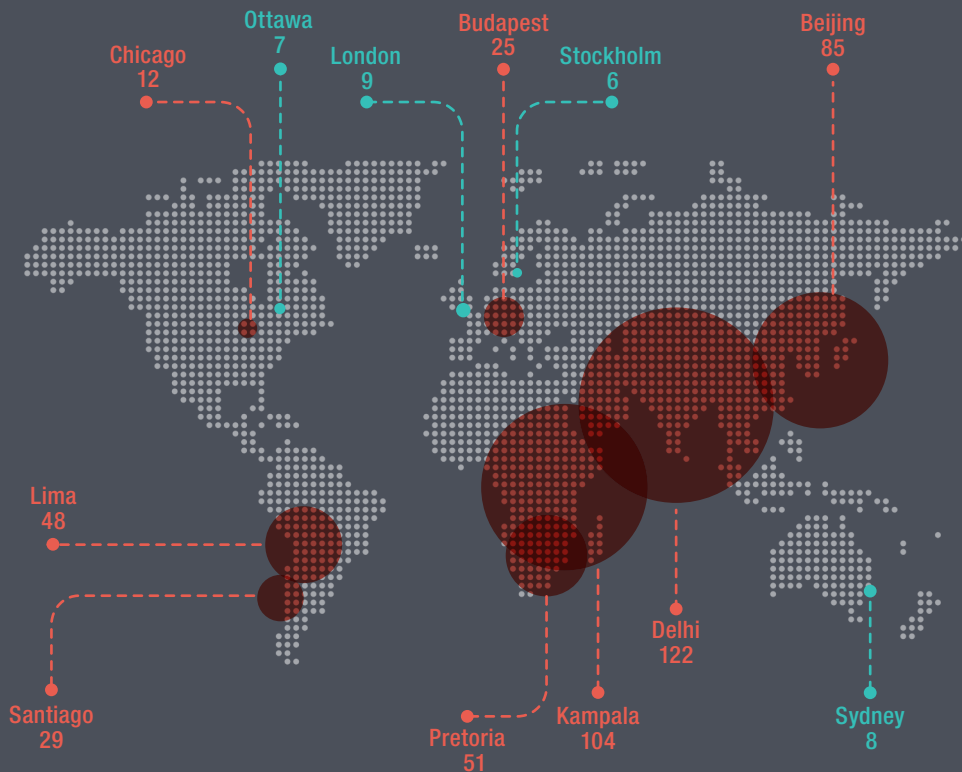 Ottawa
7
Budapest
25
Beijing
85
Chicago
12
London
9
Stockholm
6
Lima
48
Delhi
122
Santiago
29
Pretoria
51
Kampala
104
Sydney
8